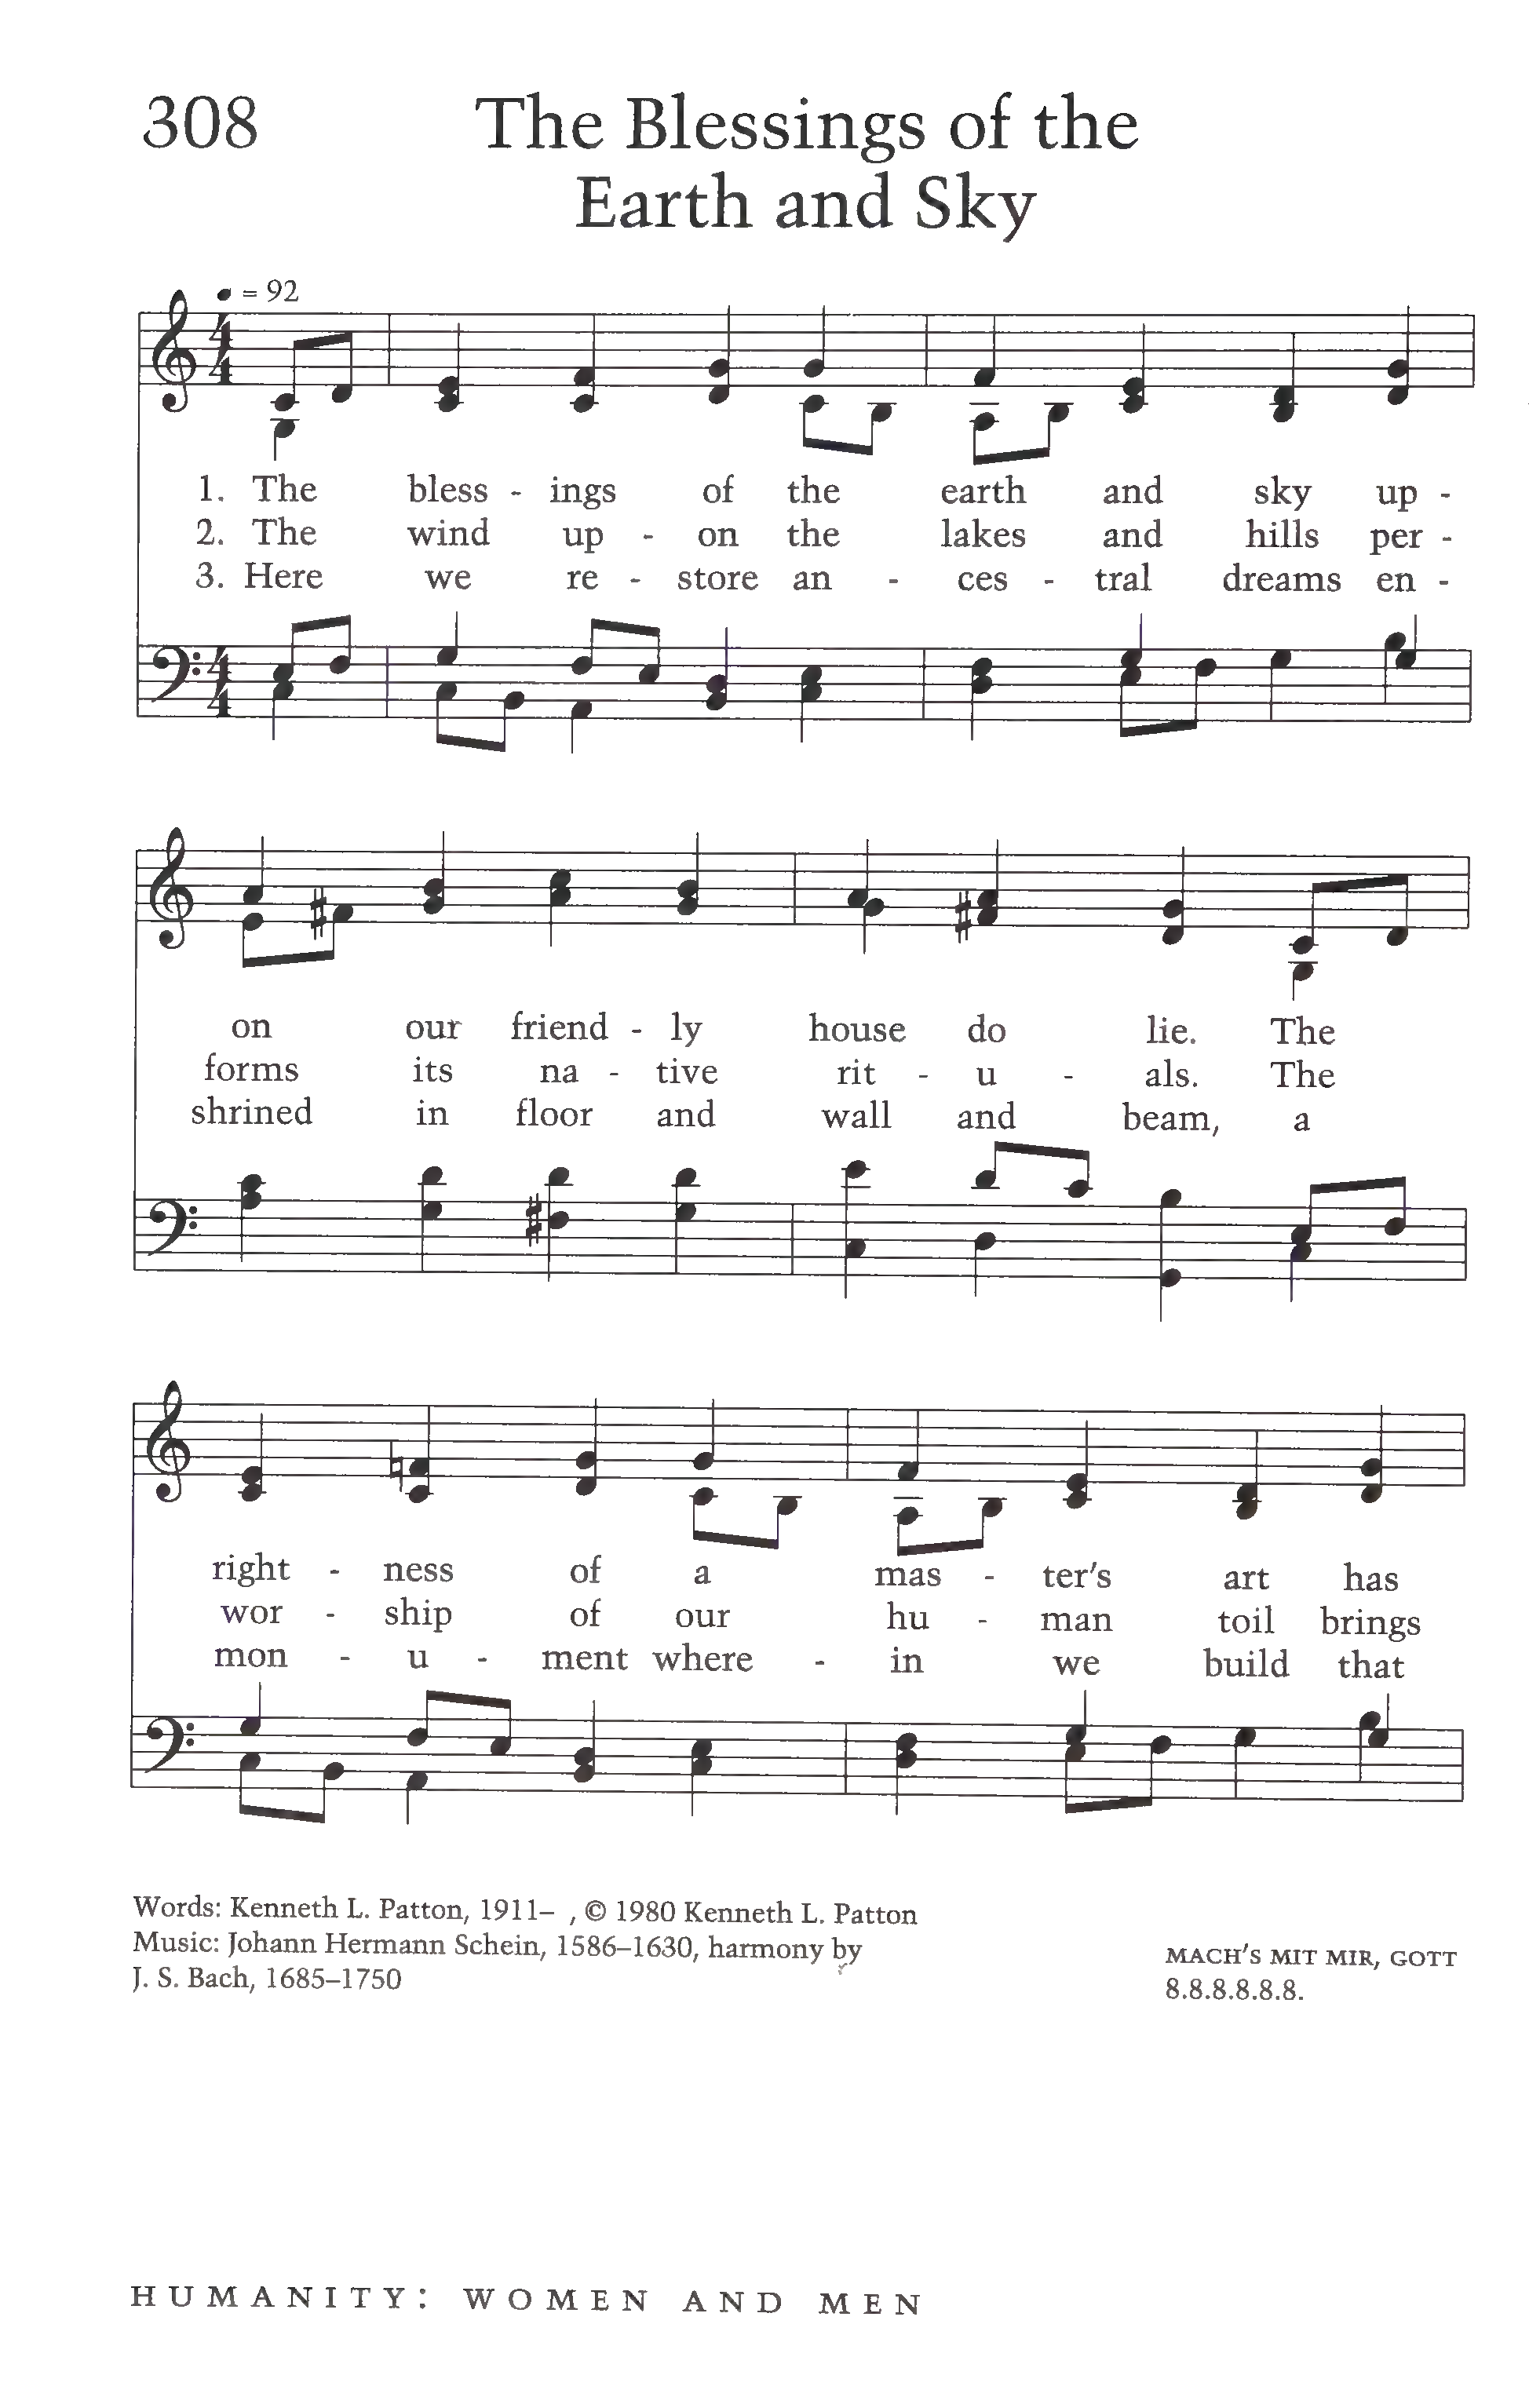 308
The Blessings of the
Earth and Sky
= 92
4
4
1. The bless - ings of the earth and sky up -
2. The wind up - on the lakes and hills per -
3. Here we re - store an - ces - tral dreams en -
4
4
on our friend - ly house do lie. The
forms its na - tive rit - u - als. The
shrined in floor and wall and beam, a
right - ness of a mas - ter's art has
wor - ship of our hu - man toil brings
mon - u - ment where - in we build that
Words: Kenneth L. Patton, 1911– , © 1980 Kenneth L. Patton
Music: Johann Hermann Schein, 1586–1630, harmony by
J. S. Bach, 1685–1750
MACH'S MIT MIR, GOTT
8.8.8.8.8.8.
HUMANITY: WOMEN AND MEN